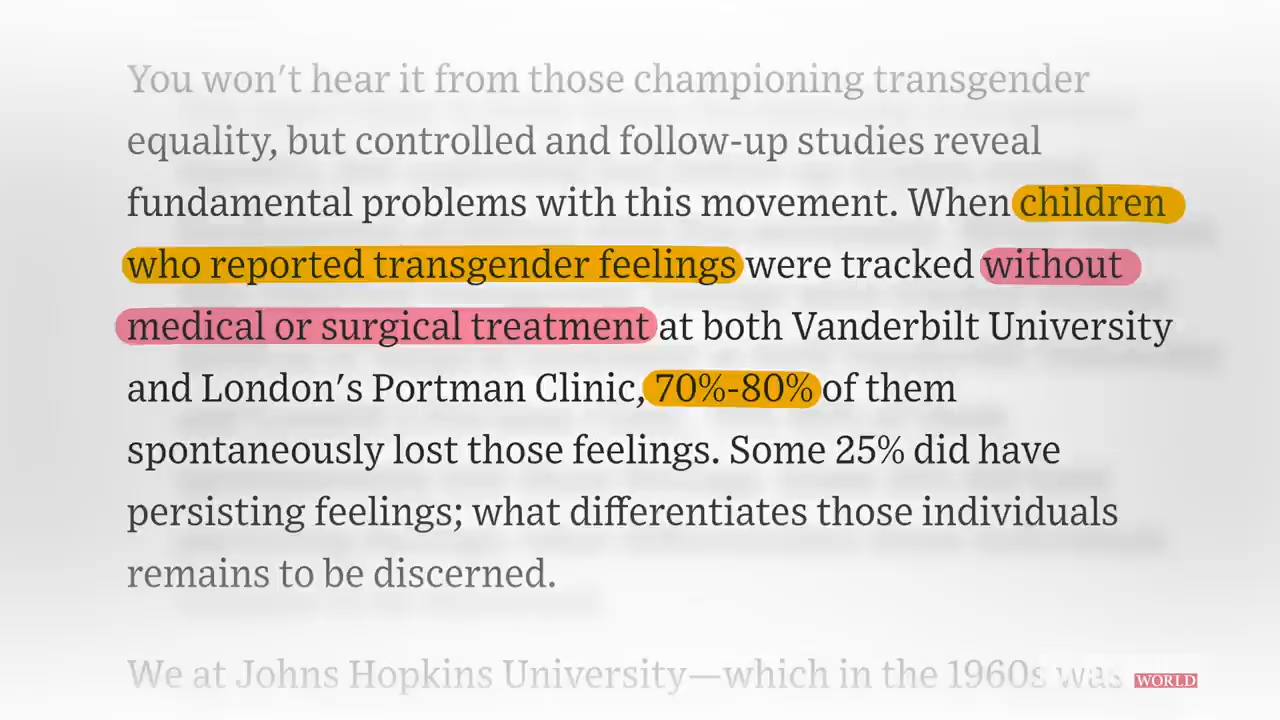 You won't hear it from those championing transgender
equality, but controlled and follow-up studies reveal
fundamental problems with this movement. When children
who reported transgender feelings were tracked without
medical or surgical treatment at both Vanderbilt University
and London's Portman Clinic, 70%-80% of them
spontaneously lost those feelings. Some 25% did have
persisting feelings; what differentiates those individuals
remains to be discerned.
We at Johns Hopkins University—which in the 1960s was
WORLD